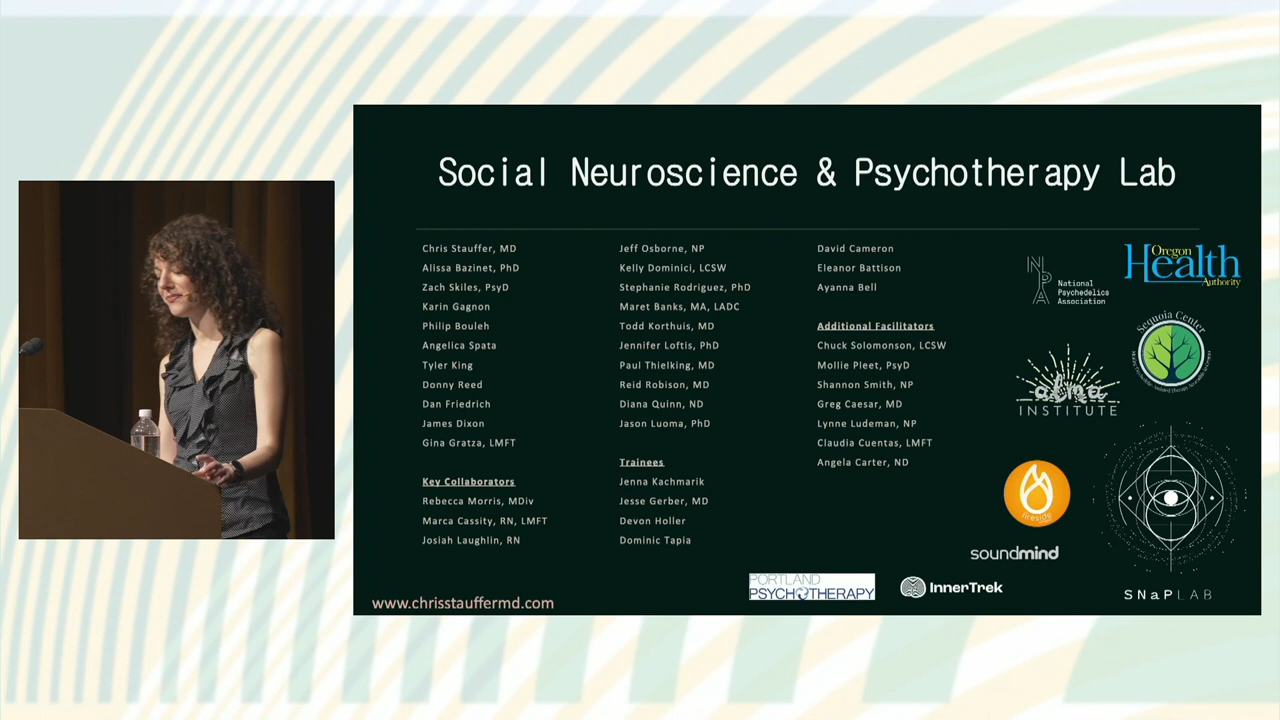 Social Neuroscience & Psychotherapy Lab
Chris Stauffer, MD
Alissa Bazinet, PhD
Zach Skiles, PsyD
Karin Gagnon
Philip Bouleh
Angelica Spata
Tyler King
Donny Reed
Dan Friedrich
James Dixon
Gina Gratza, LMFT
Key Collaborators
Rebecca Morris, MDiv
Marca Cassity, RN, LMFT
Josiah Laughlin, RN
Jeff Osborne, NP
Kelly Dominici, LCSW
Stephanie Rodriguez, PhD
Maret Banks, MA, LADC
Todd Korthuis, MD
Jennifer Loftis, PhD
Paul Thielking, MD
Reid Robison, MD
Diana Quinn, ND
Jason Luoma, PhD
Trainees
Jenna Kachmarik
Jesse Gerber, MD
Devon Holler
Dominic Tapia
David Cameron
Eleanor Battison
Ayanna Bell
Additional Facilitators
Chuck Solomonson, LCSW
Mollie Pleet, PsyD
Shannon Smith, NP
Greg Caesar, MD
Lynne Ludeman, NP
Claudia Cuentas, LMFT
Angela Carter, ND
NPA
National
Psychedelics
Association
Oregon
Health
Authority
Sequoia Center
alma
INSTITUTE
fireside
soundmind
PORTLAND
PSYCHOTHERAPY
InnerTrek
SNaPLAB
www.chrisstauffermd.com